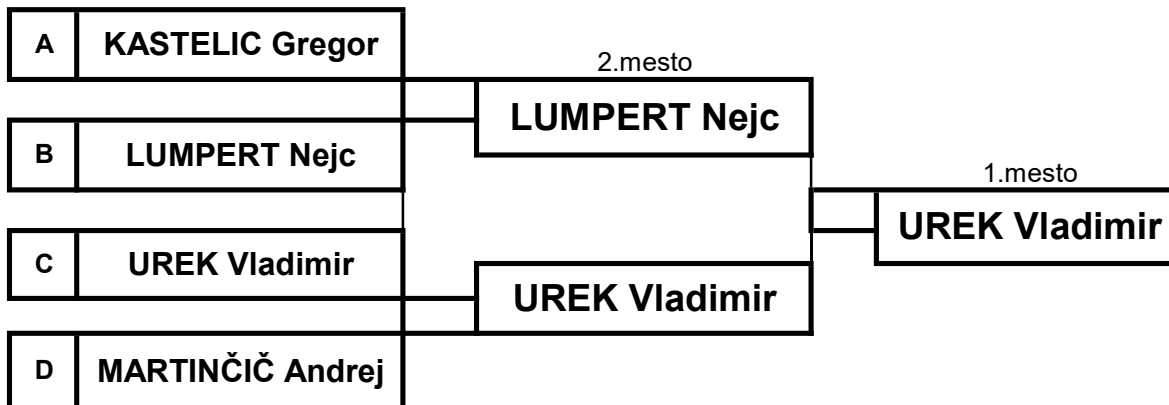 A KASTELIC Gregor
2.mesto
LUMPERT Nejc
B LUMPERT Nejc
1.mesto
UREK Vladimir
C UREK Vladimir
UREK Vladimir
D MARTINČIČ Andrej